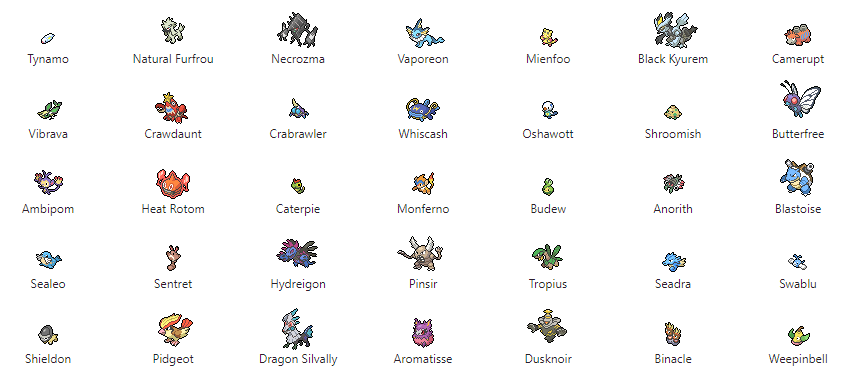 Tynamo Natural Furfrou Necrozma Vaporeon Mienfoo Black Kyurem Camerupt
Vibrava Crawdaunt Crabrawler Whiscash Oshawott Shroomish Butterfree
Ambipom Heat Rotom Caterpie Monferno Budew Anorith Blastoise
Sealeo Sentret Hydreigon Pinsir Tropius Seadra Swablu
Shieldon Pidgeot Dragon Silvally Aromatisse Dusknoir Binacle Weepinbell